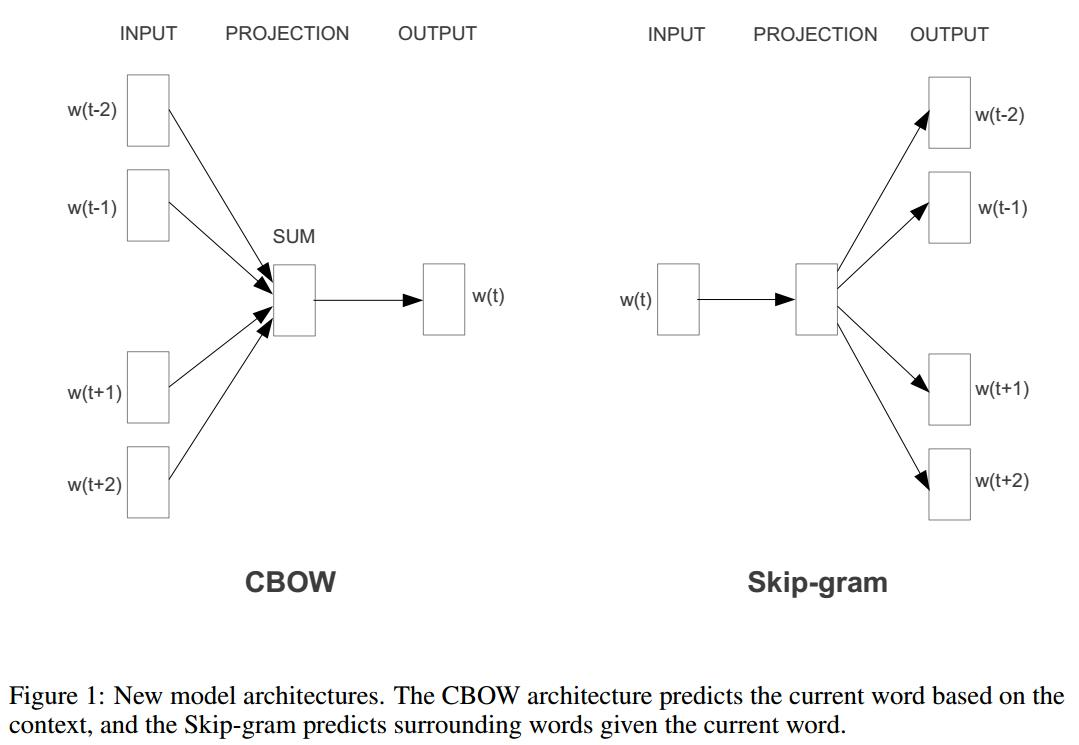 INPUT PROJECTION OUTPUT
w(t-2)
w(t-1)
SUM
w(t)
w(t+1)
w(t+2)
CBOW
INPUT PROJECTION OUTPUT
w(t-2)
w(t-1)
w(t)
w(t+1)
w(t+2)
Skip-gram
Figure 1: New model architectures. The CBOW architecture predicts the current word based on the
context, and the Skip-gram predicts surrounding words given the current word.